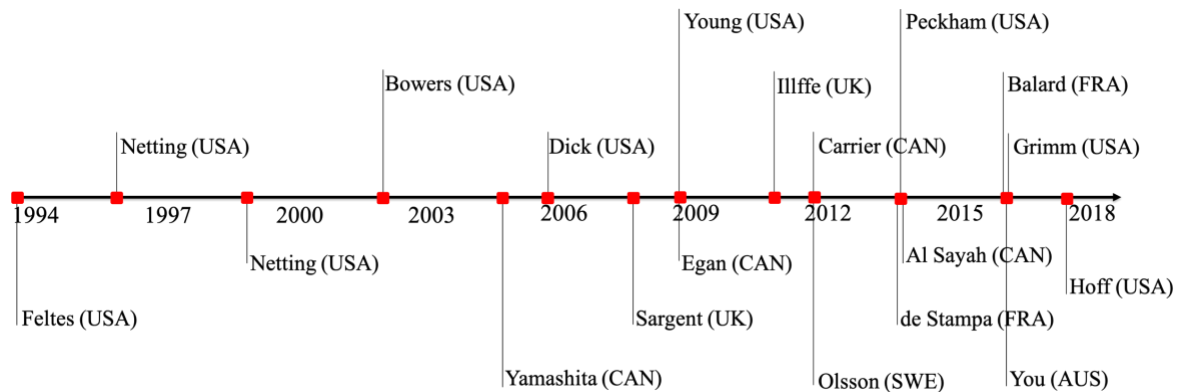 Young (USA)
Peckham (USA)
Bowers (USA)
Illffe (UK)
Balard (FRA)
Netting (USA)
Dick (USA)
Carrier (CAN)
Grimm (USA)
1994
1997
2000
2003
2006
2009
2012
2015
2018
Netting (USA)
Egan (CAN)
Al Sayah (CAN)
Hoff (USA)
Feltes (USA)
Sargent (UK)
de Stampa (FRA)
Yamashita (CAN)
Olsson (SWE)
You (AUS)